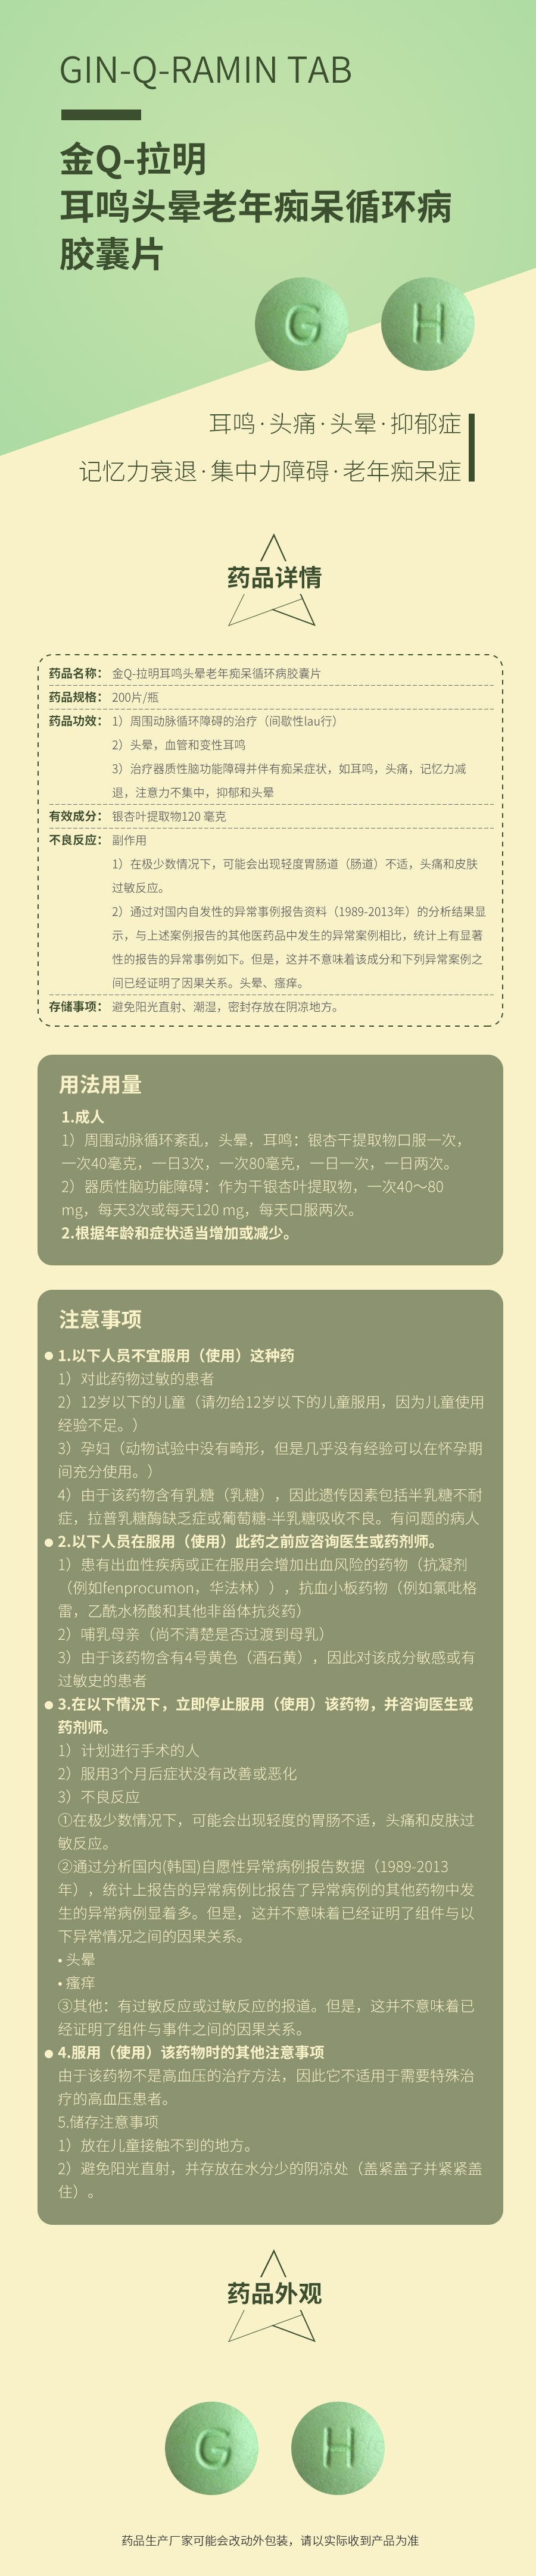 GIN-Q-RAMIN TAB
金Q-拉明
耳鸣头晕老年痴呆循环病
胶囊片
G
H
耳鸣·头痛·头晕·抑郁症
记忆力衰退·集中力障碍·老年痴呆症
药品详情
药品名称： 金Q-拉明耳鸣头晕老年痴呆循环病胶囊片
药品规格： 200片/瓶
药品功效： 1）周围动脉循环障碍的治疗（间歇性lau行）
2）头晕，血管和变性耳鸣
3）治疗器质性脑功能障碍并伴有痴呆症状，如耳鸣，头痛，记忆力减
退，注意力不集中，抑郁和头晕
有效成分： 银杏叶提取物120 毫克
不良反应： 副作用
1）在极少数情况下，可能会出现轻度胃肠道（肠道）不适，头痛和皮肤
过敏反应。
2）通过对国内自发性的异常事例报告资料（1989-2013年）的分析结果显
示，与上述案例报告的其他医药品中发生的异常案例相比，统计上有显著
性的报告的异常事例如下。但是，这并不意味着该成分和下列异常案例之
间已经证明了因果关系。头晕、瘙痒。
存储事项： 避免阳光直射、潮湿，密封存放在阴凉地方。
用法用量
1.成人
1）周围动脉循环紊乱，头晕，耳鸣：银杏干提取物口服一次，
一次40毫克，一日3次，一次80毫克，一日一次，一日两次。
2）器质性脑功能障碍：作为干银杏叶提取物，一次40～80
mg，每天3次或每天120 mg，每天口服两次。
2.根据年龄和症状适当增加或减少。
注意事项
1.以下人员不宜服用（使用）这种药
1）对此药物过敏的患者
2）12岁以下的儿童（请勿给12岁以下的儿童服用，因为儿童使用
经验不足。）
3）孕妇（动物试验中没有畸形，但是几乎没有经验可以在怀孕期
间充分使用。）
4）由于该药物含有乳糖（乳糖），因此遗传因素包括半乳糖不耐
症，拉普乳糖酶缺乏症或葡萄糖-半乳糖吸收不良。有问题的病人
2.以下人员在服用（使用）此药之前应咨询医生或药剂师。
1）患有出血性疾病或正在服用会增加出血风险的药物（抗凝剂
（例如fenprocumon，华法林）），抗血小板药物（例如氯吡格
雷，乙酰水杨酸和其他非甾体抗炎药）
2）哺乳母亲（尚不清楚是否过渡到母乳）
3）由于该药物含有4号黄色（酒石黄），因此对该成分敏感或有
过敏史的患者
3.在以下情况下，立即停止服用（使用）该药物，并咨询医生或
药剂师。
1）计划进行手术的人
2）服用3个月后症状没有改善或恶化
3）不良反应
①在极少数情况下，可能会出现轻度的胃肠不适，头痛和皮肤过
敏反应。
②通过分析国内(韩国)自愿性异常病例报告数据（1989-2013
年），统计上报告的异常病例比报告了异常病例的其他药物中发
生的异常病例显着多。但是，这并不意味着已经证明了组件与以
下异常情况之间的因果关系。
• 头晕
• 瘙痒
③其他：有过敏反应或过敏反应的报道。但是，这并不意味着已
经证明了组件与事件之间的因果关系。
4.服用（使用）该药物时的其他注意事项
由于该药物不是高血压的治疗方法，因此它不适用于需要特殊治
疗的高血压患者。
5.储存注意事项
1）放在儿童接触不到的地方。
2）避免阳光直射，并存放在水分少的阴凉处（盖紧盖子并紧紧盖
住）。
药品外观
G
H
药品生产厂家可能会改动外包装，请以实际收到产品为准